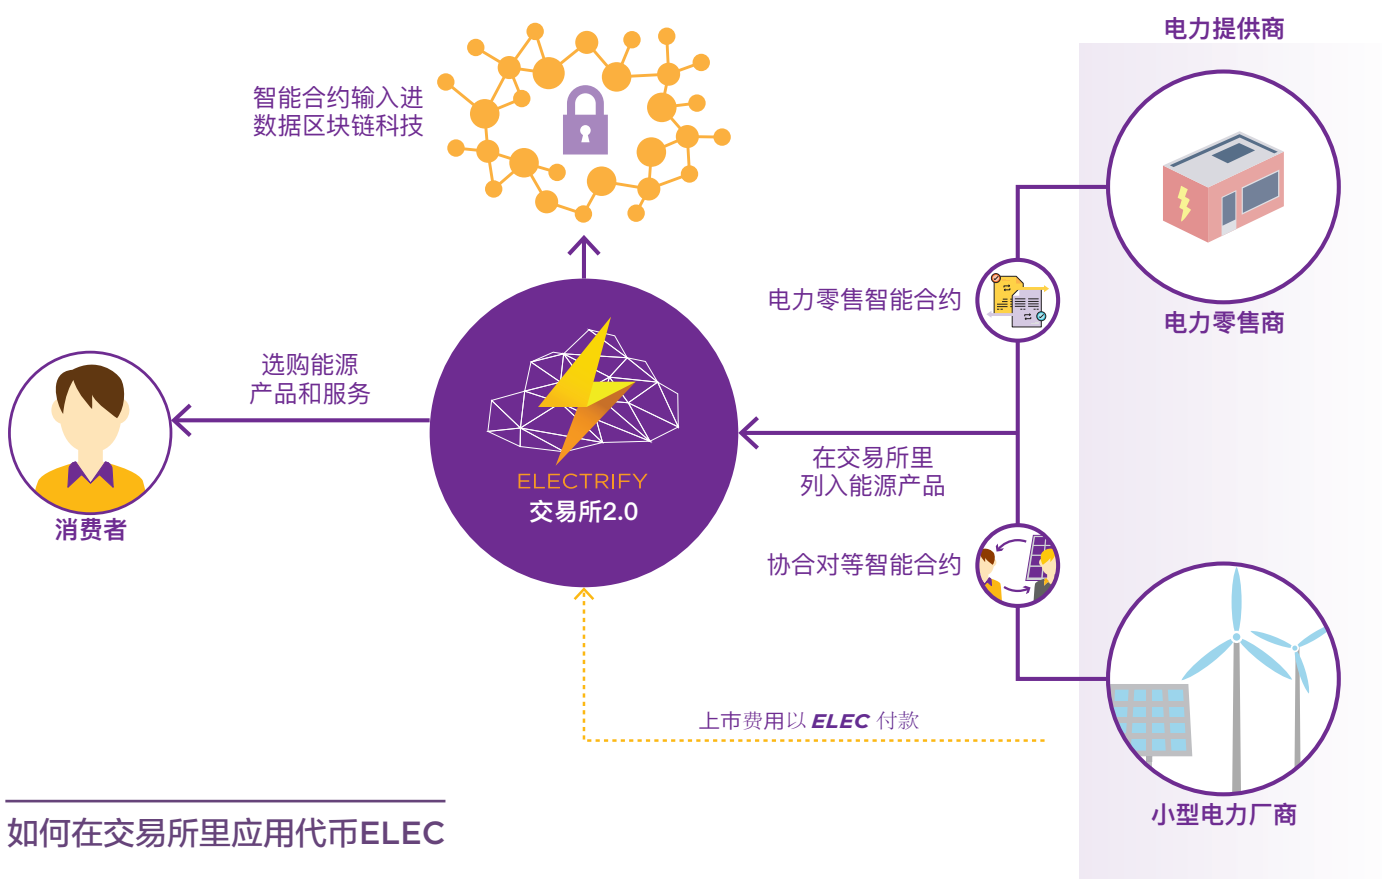 电力提供商
智能合约输入进
数据区块链科技
电力零售智能合约
电力零售商
选购能源
产品和服务
在交易所里
列入能源产品
ELECTRIFY
交易所2.0
消费者
协合对等智能合约
上市费用以 ELEC 付款
小型电力厂商
如何在交易所里应用代币ELEC